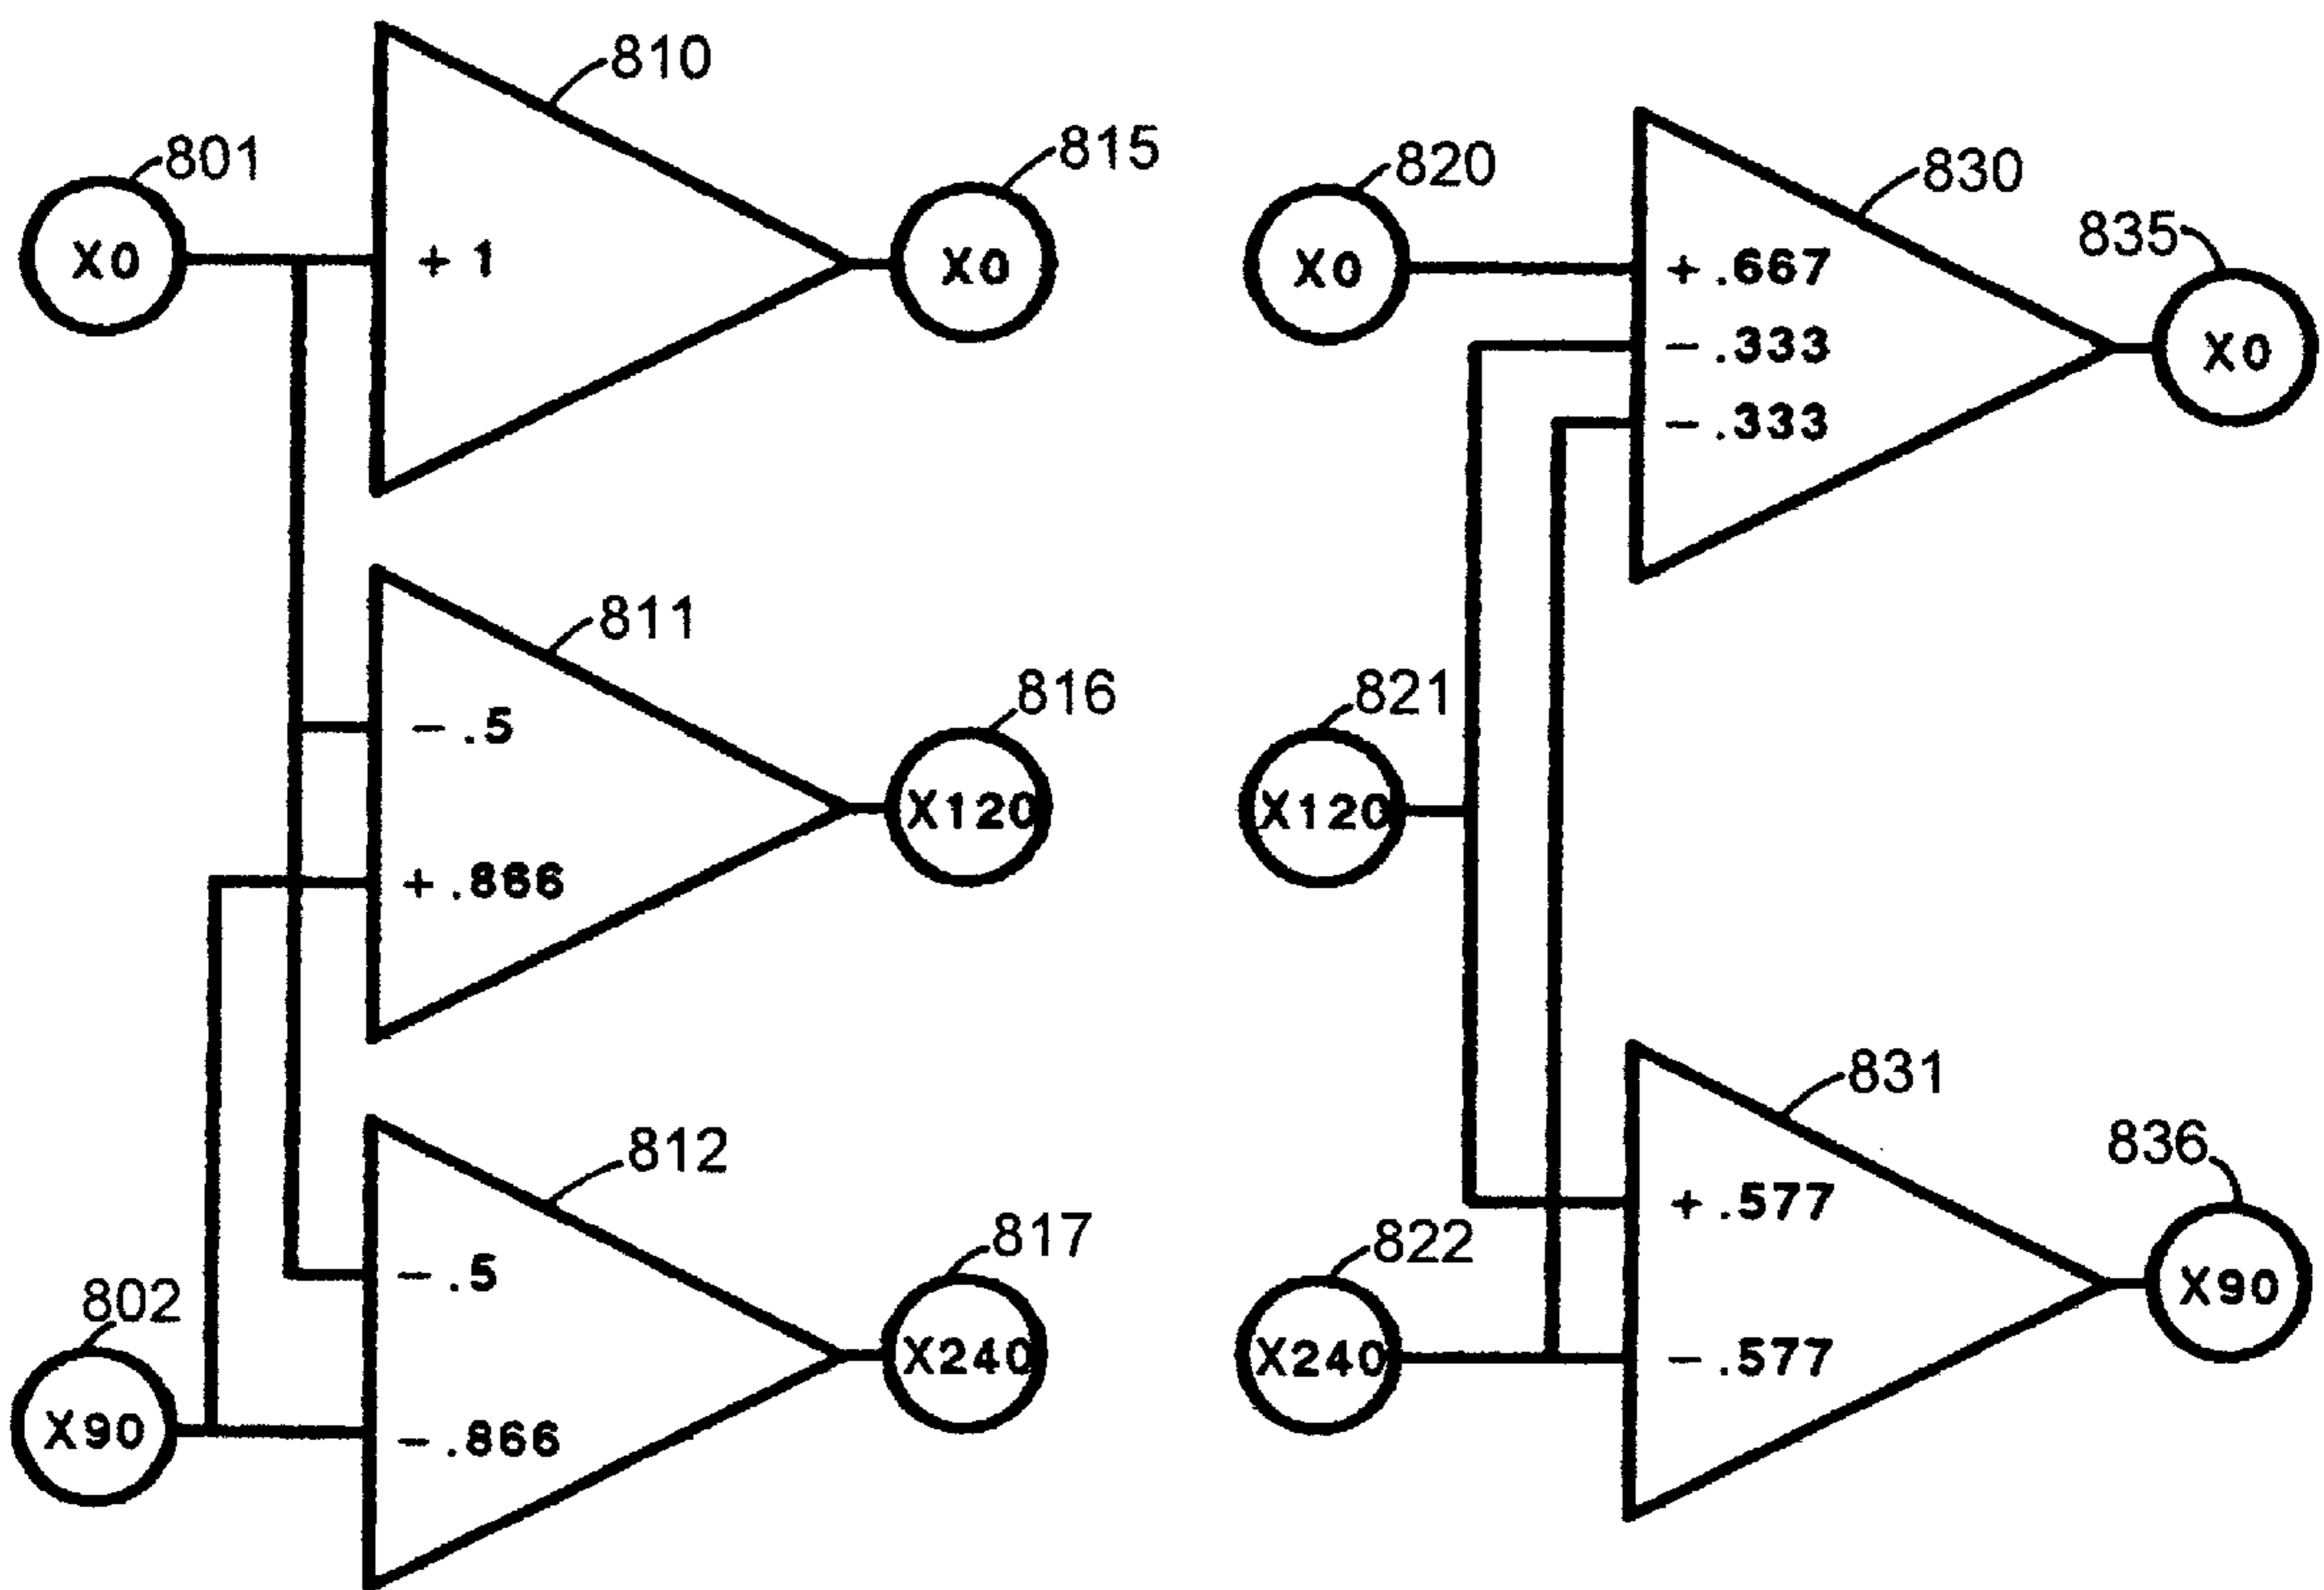 810
801
X0
+ 1
815
X0
811
- .5
+ .866
816
X120
812
- .5
- .866
802
X90
817
X240
820
X0
830
+ .667
- .333
- .333
835
X0
821
X120
831
+ .577
- .577
822
X240
836
X90